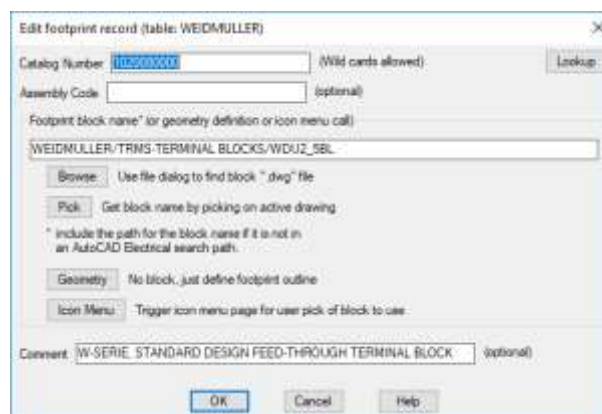 Edit footprint record (table: WEIDMULLER)
Catalog Number 1020000000 (Wild cards allowed) Lookup
Assembly Code (optional)
Footprint block name* (or geometry definition or icon menu call)
WEIDMULLER/TRMS-TERMINAL BLOCKS/WDU2_5BL
Browse Use file dialog to find block ".dwg" file
Pick Get block name by picking on active drawing
* include the path for the block name if it is not in
an AutoCAD Electrical search path.
Geometry No block, just define footprint outline
Icon Menu Trigger icon menu page for user pick of block to use
Comment W-SERIE, STANDARD DESIGN FEED-THROUGH TERMINAL BLOCK (optional)
OK Cancel Help